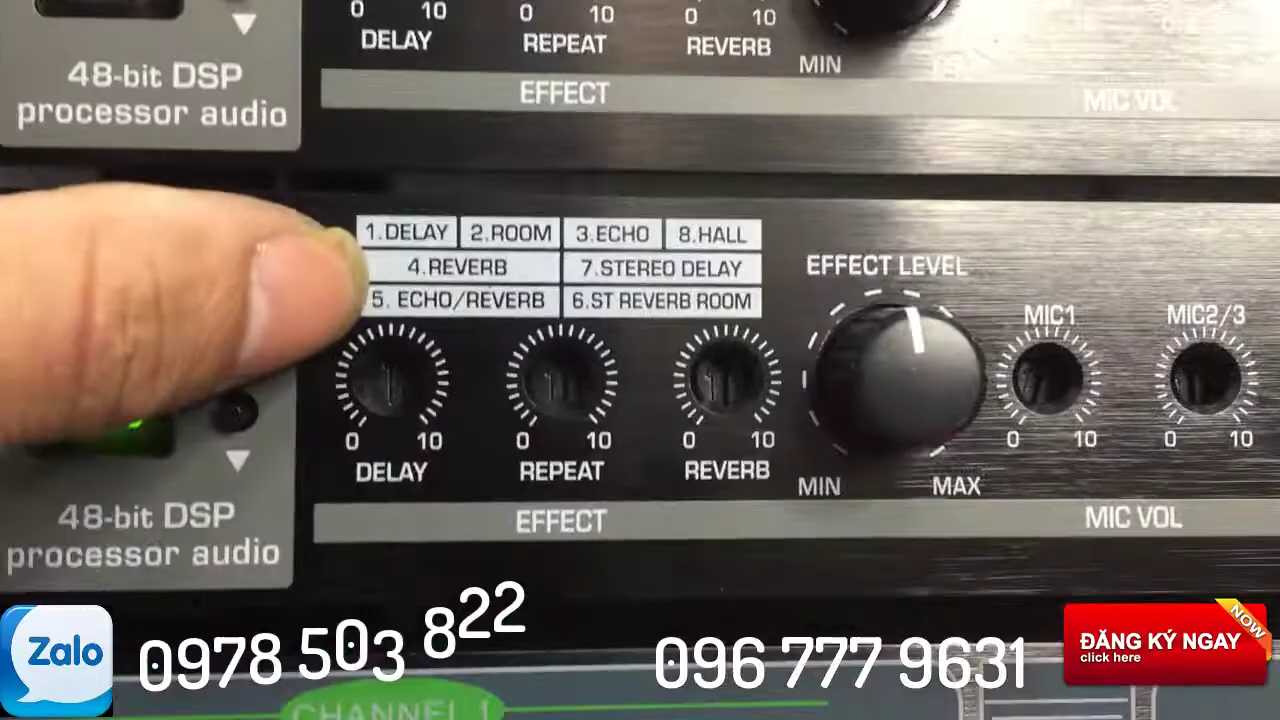 0 10 0 10 0 10
DELAY REPEAT REVERB
MIN
48-bit DSP
processor audio
EFFECT
MIC VOL
1.DELAY 2.ROOM 3.ECHO 8.HALL
4.REVERB 7.STEREO DELAY
5. ECHO/REVERB 6.ST REVERB ROOM
EFFECT LEVEL
MIC1 MIC2/3
0 10 0 10 0 10 0 10 0 10
DELAY REPEAT REVERB
MIN MAX
48-bit DSP
processor audio
EFFECT
MIC VOL
Zalo
0978 503 822
096 777 9631
NOW
ĐĂNG KÝ NGAY
click here
CHANNEL 1